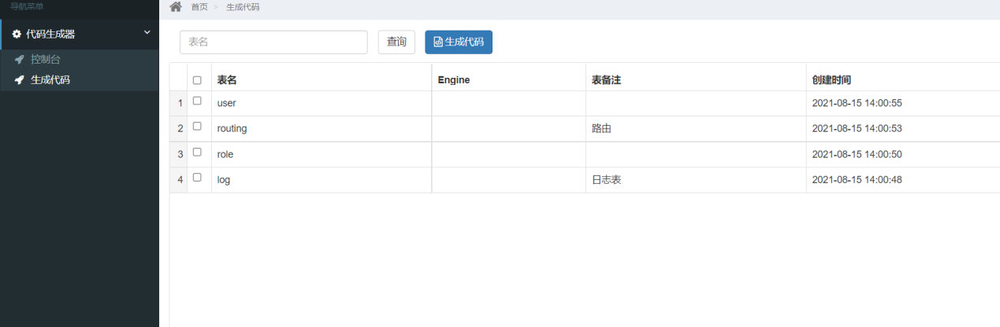 导航菜单
首页 > 生成代码
代码生成器
控制台
生成代码
表名 查询 生成代码
表名 Engine 表备注 创建时间
1 user 2021-08-15 14:00:55
2 routing 路由 2021-08-15 14:00:53
3 role 2021-08-15 14:00:50
4 log 日志表 2021-08-15 14:00:48